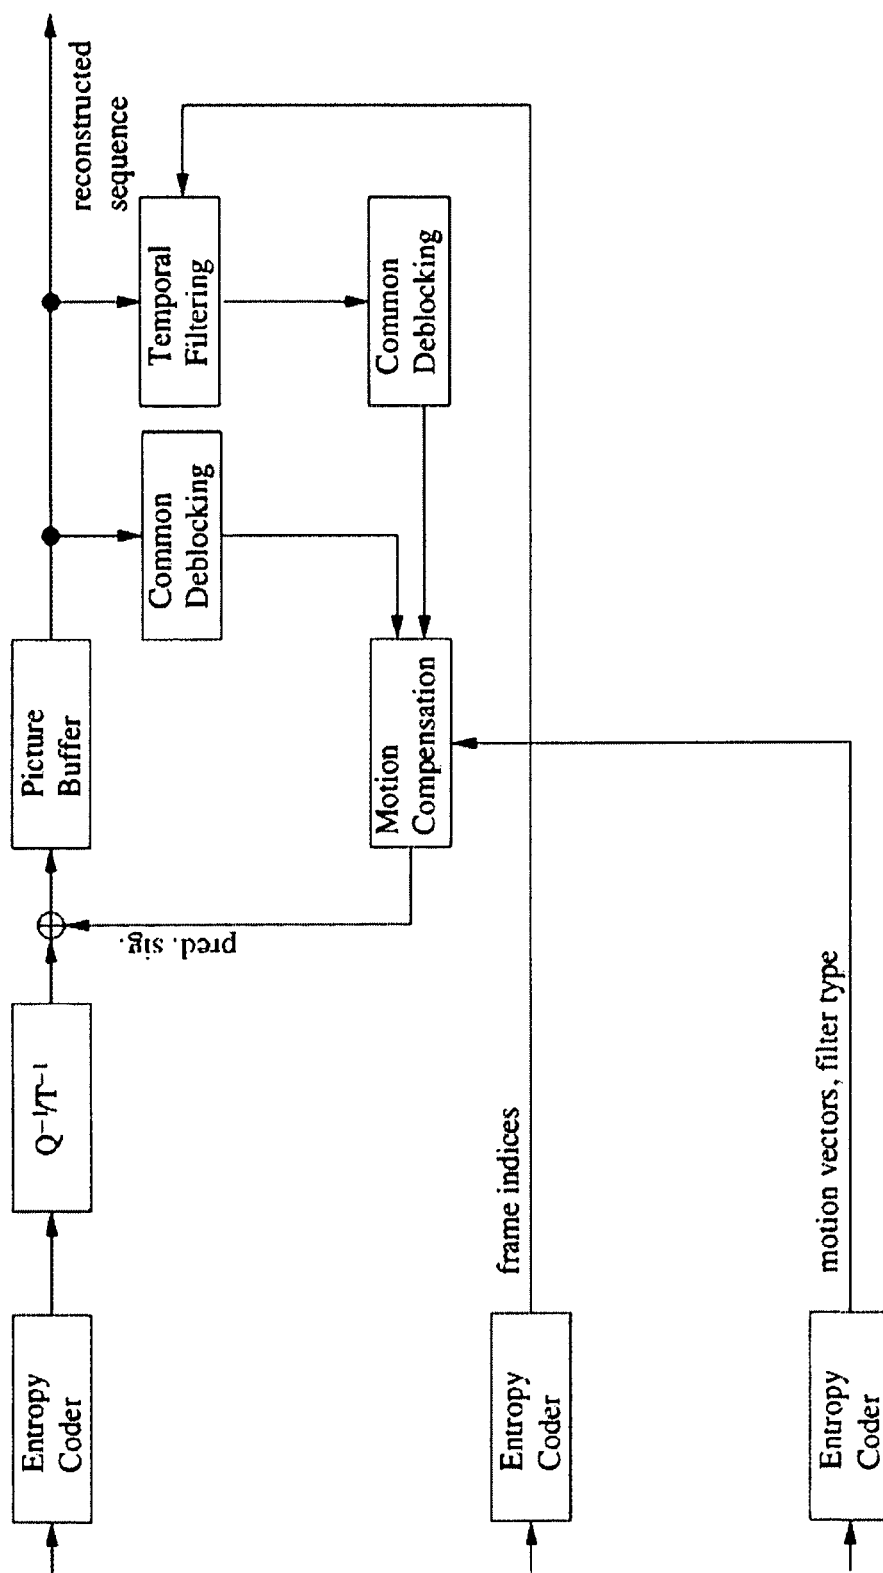 Entropy
Coder
Q⁻¹/T⁻¹
Picture
Buffer
reconstructed
sequence
pred. sig.
Common
Deblocking
Temporal
Filtering
Motion
Compensation
Common
Deblocking
Entropy
Coder
frame indices
Entropy
Coder
motion vectors, filter type